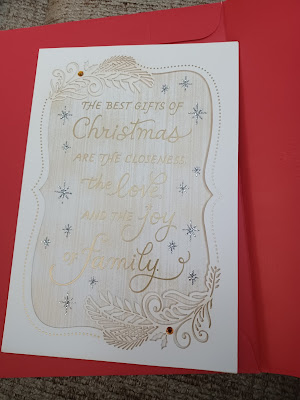 THE BEST GIFTS OF
Christmas
ARE THE CLOSENESS
the love
AND THE joy
OF family.